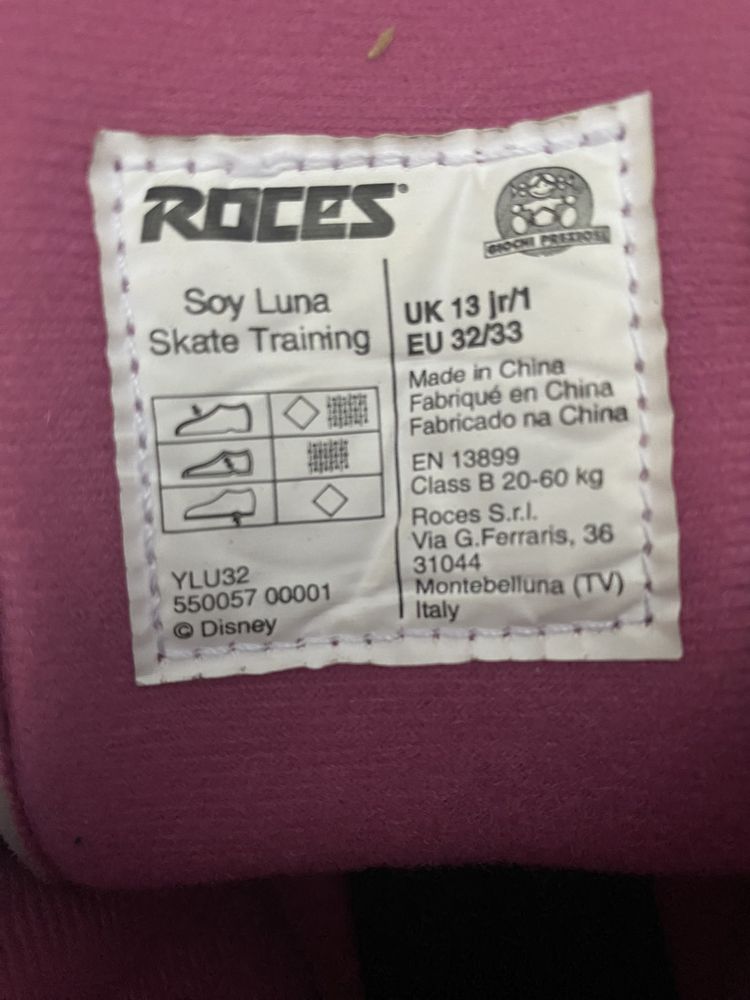 ROCES
GIOCHI PREZIOSI
Soy Luna
Skate Training
YLU32
550057 00001
© Disney
UK 13 jr/1
EU 32/33
Made in China
Fabriqué en China
Fabricado na China
EN 13899
Class B 20-60 kg
Roces S.r.l.
Via G.Ferraris, 36
31044
Montebelluna (TV)
Italy